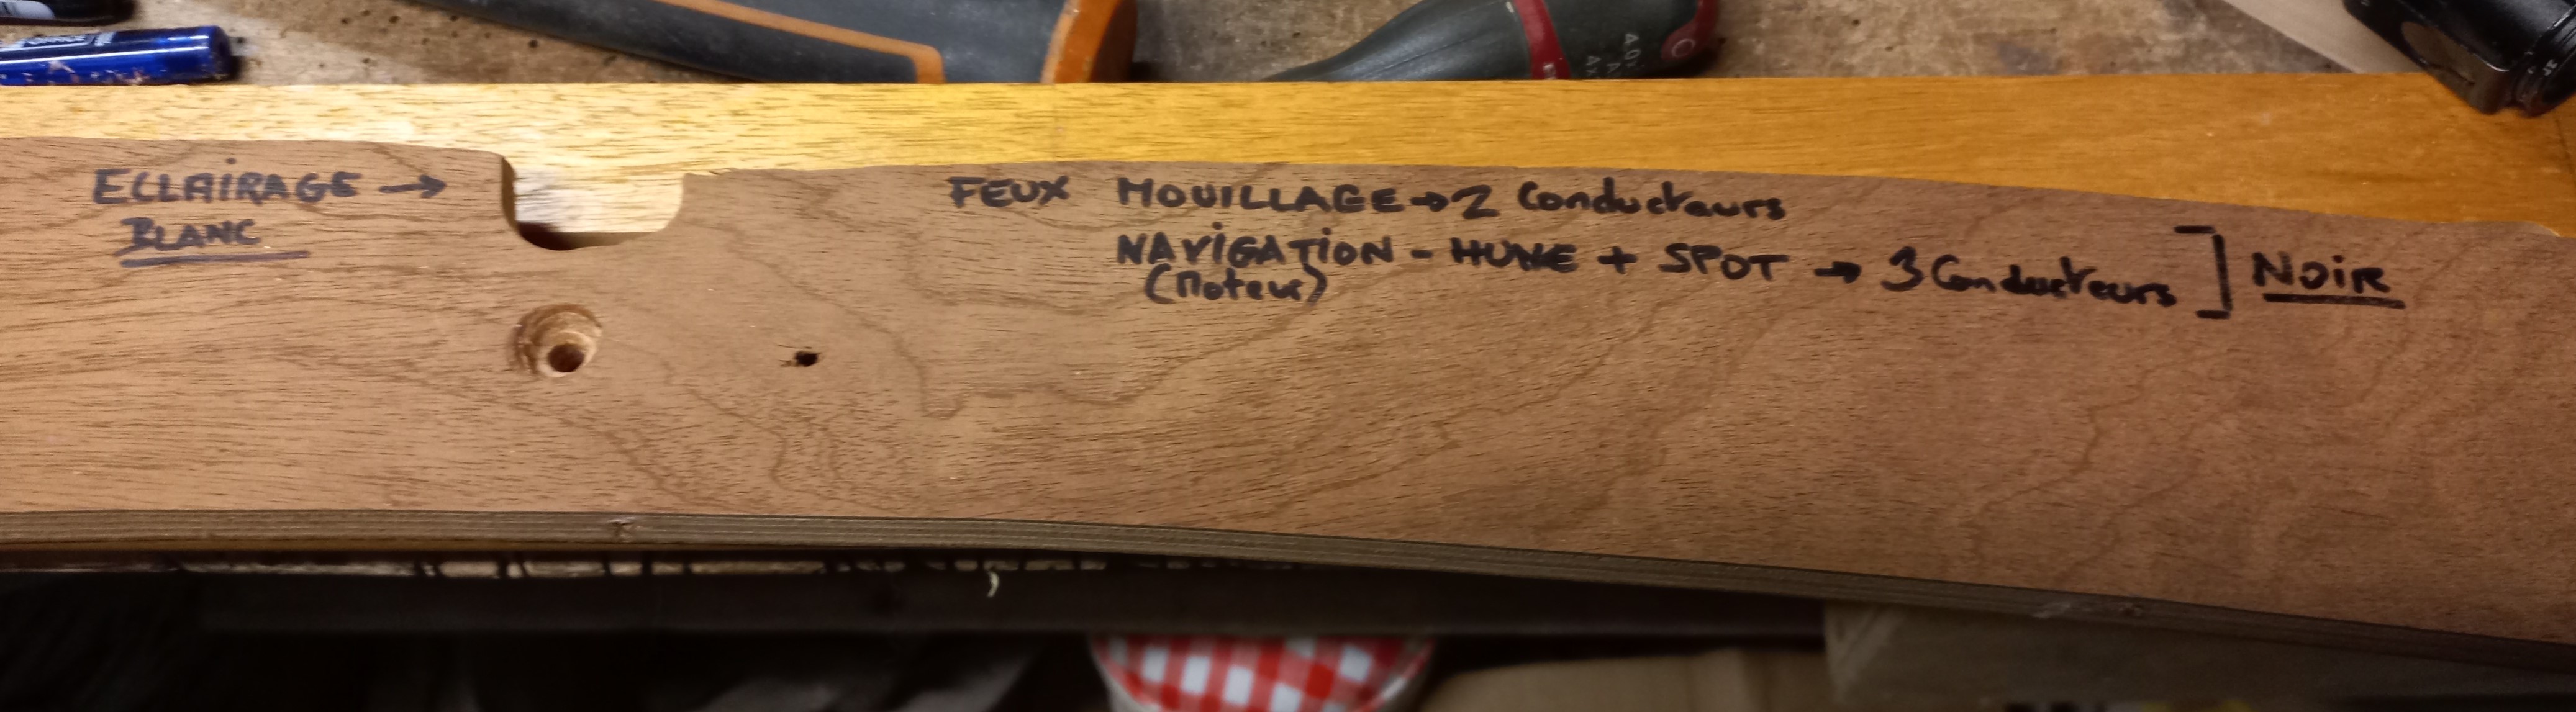 ECLAIRAGE →
BLANC
FEUX MOUILLAGE → 2 Conducteurs
NAVIGATION - HUNE + SPOT → 3 Conducteurs ] NOIR
(Moteur)